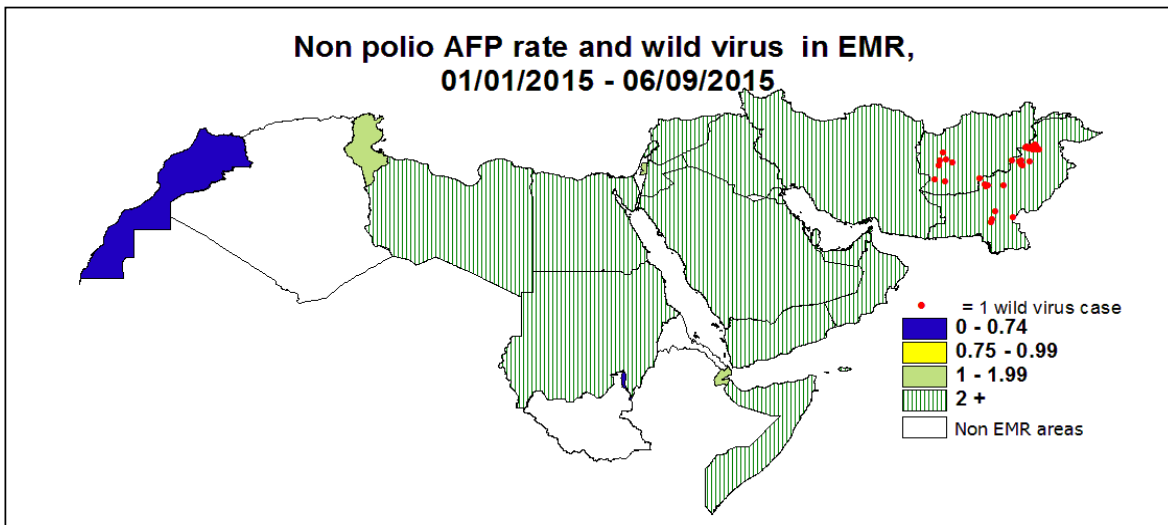 Non polio AFP rate and wild virus in EMR,
01/01/2015 - 06/09/2015
= 1 wild virus case
0 - 0.74
0.75 - 0.99
1 - 1.99
2 +
Non EMR areas